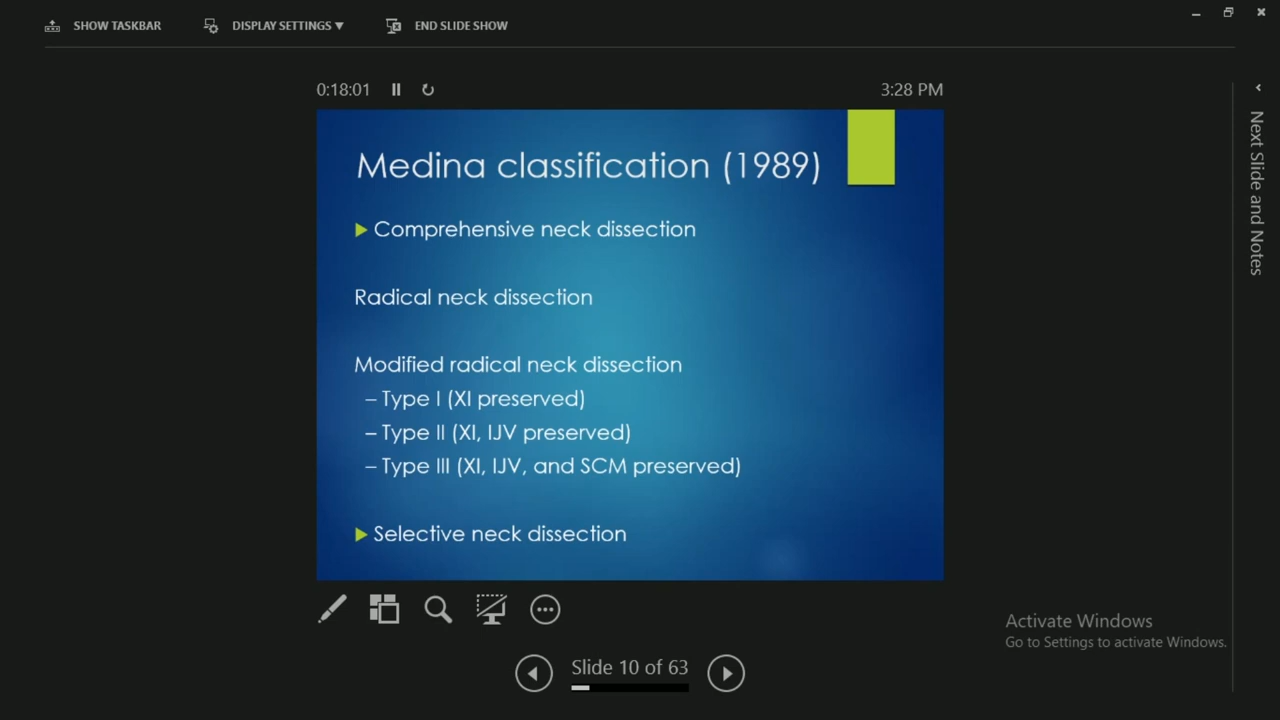 SHOW TASKBAR DISPLAY SETTINGS ▼ END SLIDE SHOW
0:18:01 3:28 PM
Medina classification (1989)
Comprehensive neck dissection
Radical neck dissection
Modified radical neck dissection
– Type I (XI preserved)
– Type II (XI, IJV preserved)
– Type III (XI, IJV, and SCM preserved)
Selective neck dissection
Next Slide and Notes
Activate Windows
Go to Settings to activate Windows.
Slide 10 of 63